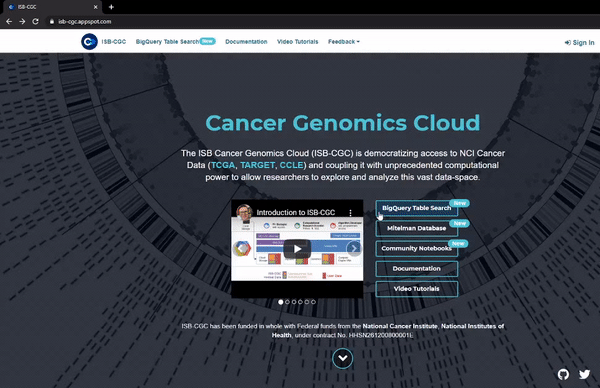 ISB-CGC
isb-cgc.appspot.com
ISB-CGC BigQuery Table Search New Documentation Video Tutorials Feedback Sign In
Cancer Genomics Cloud
The ISB Cancer Genomics Cloud (ISB-CGC) is democratizing access to NCI Cancer
Data (TCGA, TARGET, CCLE) and coupling it with unprecedented computational
power to allow researchers to explore and analyze this vast data-space.
Introduction to ISB-CGC
BigQuery Table Search New
Mitelman Database New
Community Notebooks New
Documentation
Video Tutorials
ISB-CGC has been funded in whole with Federal funds from the National Cancer Institute, National Institutes of
Health, under contract No. HHSN261200800001E.